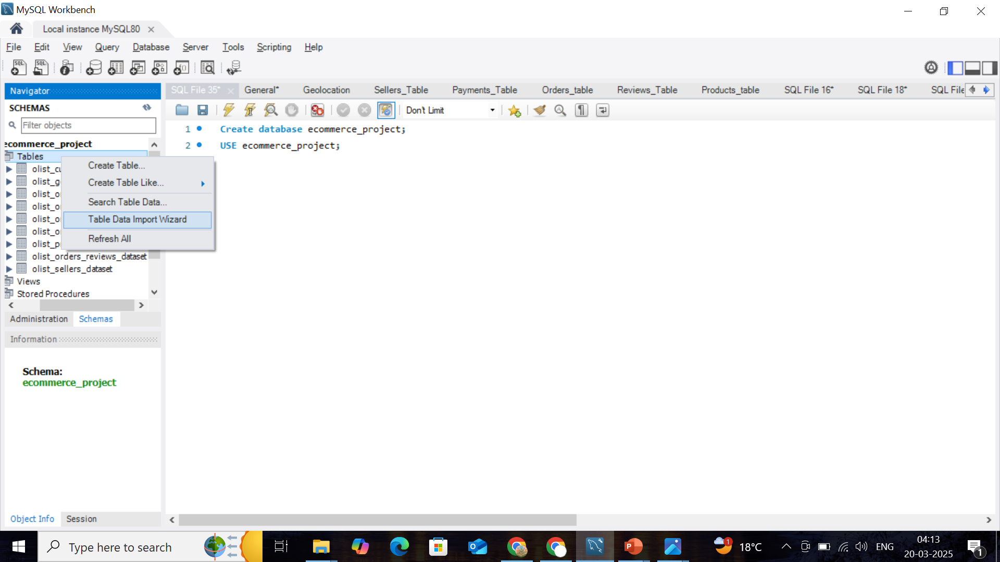 MySQL Workbench
Local instance MySQL80
File Edit View Query Database Server Tools Scripting Help
Navigator
SCHEMAS
Filter objects
ecommerce_project
Tables
olist_cu
olist_g
olist_o
olist_o
olist_o
olist_o
olist_p
olist_orders_reviews_dataset
olist_sellers_dataset
Views
Stored Procedures
Create Table...
Create Table Like...
Search Table Data...
Table Data Import Wizard
Refresh All
Administration Schemas
Information
Schema:
ecommerce_project
Object Info Session
SQL File 35* General* Geolocation Sellers_Table Payments_Table Orders_table Reviews_Table Products_table SQL File 16* SQL File 18* SQL File
Don't Limit
1 Create database ecommerce_project;
2 USE ecommerce_project;
Type here to search
1
18°C
ENG
04:13
20-03-2025
1